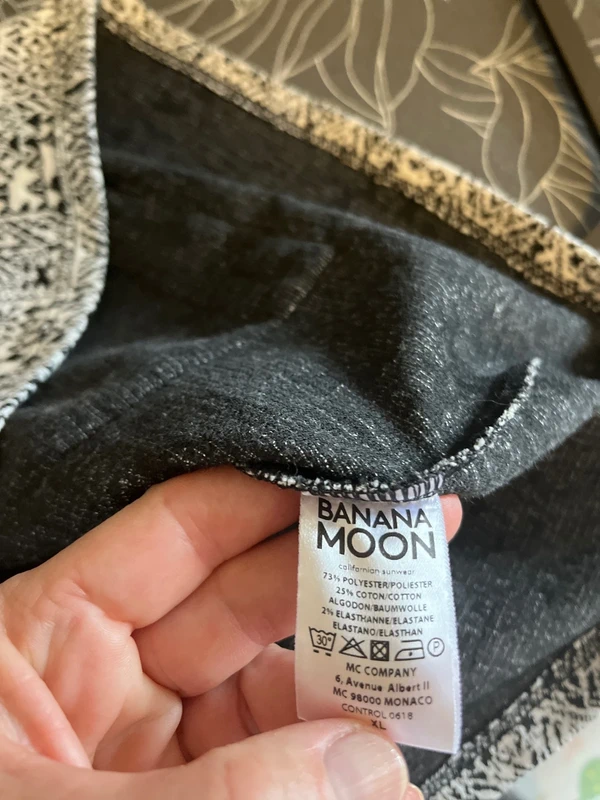 BANANA
MOON
californian sunwear
73% POLYESTER/POLIESTER
25% COTON/COTTON
ALGODON/BAUMWOLLE
2% ELASTHANNE/ELASTANE
ELASTANO/ELASTHAN
30° P
MC COMPANY
6, Avenue Albert II
MC 98000 MONACO
CONTROL 0618
XL